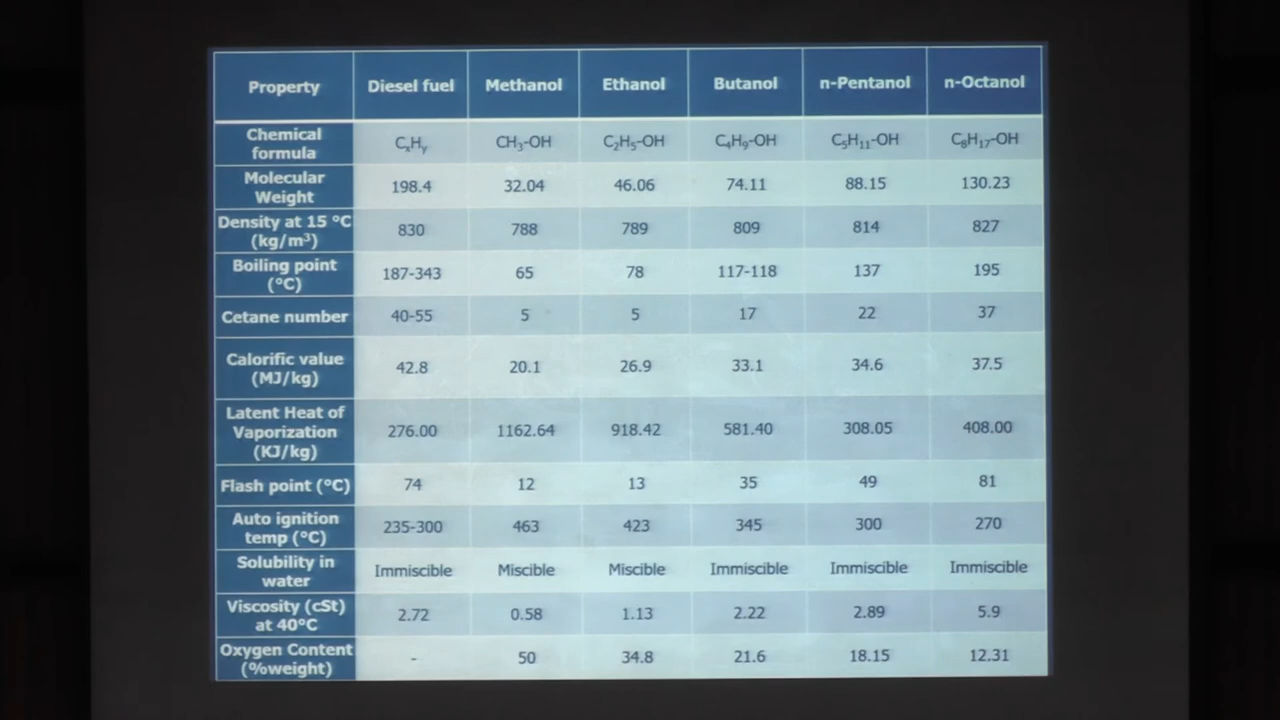 Property Diesel fuel Methanol Ethanol Butanol n-Pentanol n-Octanol
Chemical
formula CₓHᵧ CH₃-OH C₂H₅-OH C₄H₉-OH C₅H₁₁-OH C₈H₁₇-OH
Molecular
Weight 198.4 32.04 46.06 74.11 88.15 130.23
Density at 15 °C
(kg/m³) 830 788 789 809 814 827
Boiling point
(°C) 187-343 65 78 117-118 137 195
Cetane number 40-55 5 5 17 22 37
Calorific value
(MJ/kg) 42.8 20.1 26.9 33.1 34.6 37.5
Latent Heat of
Vaporization
(KJ/kg) 276.00 1162.64 918.42 581.40 308.05 408.00
Flash point (°C) 74 12 13 35 49 81
Auto ignition
temp (°C) 235-300 463 423 345 300 270
Solubility in
water Immiscible Miscible Miscible Immiscible Immiscible Immiscible
Viscosity (cSt)
at 40°C 2.72 0.58 1.13 2.22 2.89 5.9
Oxygen Content
(%weight) - 50 34.8 21.6 18.15 12.31